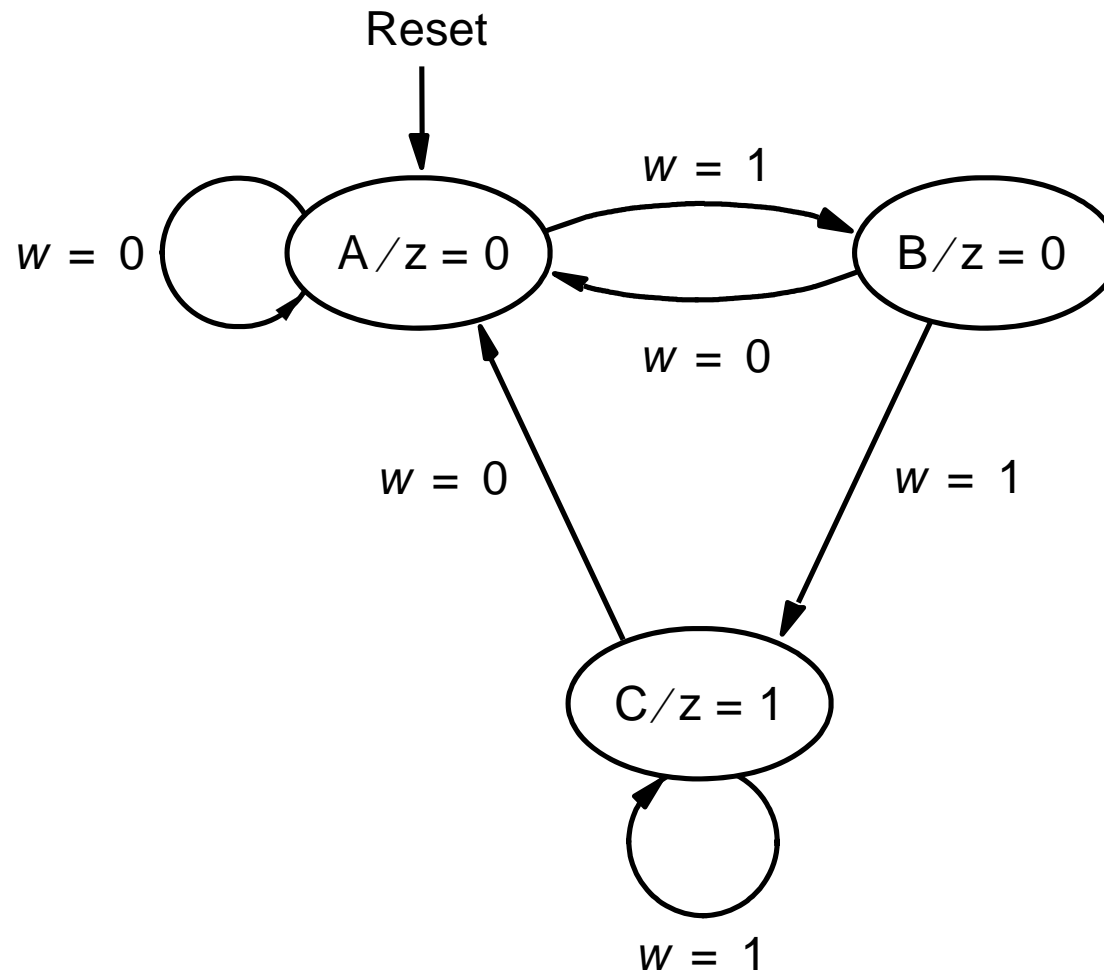 Reset
w = 1
w = 0
A/z = 0
B/z = 0
w = 0
w = 0
w = 1
C/z = 1
w = 1